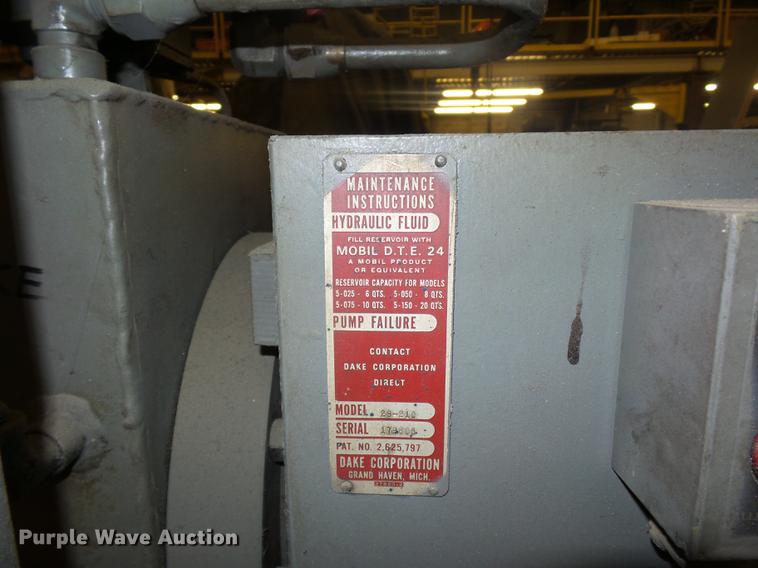 MAINTENANCE
INSTRUCTIONS
HYDRAULIC FLUID
FILL RESERVOIR WITH
MOBIL D.T.E. 24
A MOBIL PRODUCT
OR EQUIVALENT
RESERVOIR CAPACITY FOR MODELS
5-025 - 6 QTS. 5-050 - 8 QTS.
5-075 - 10 QTS. 5-150 - 20 QTS.
PUMP FAILURE
CONTACT
DAKE CORPORATION
DIRECT
MODEL 29-210
SERIAL
PAT. NO. 2,625,797
DAKE CORPORATION
GRAND HAVEN, MICH.
Purple Wave Auction